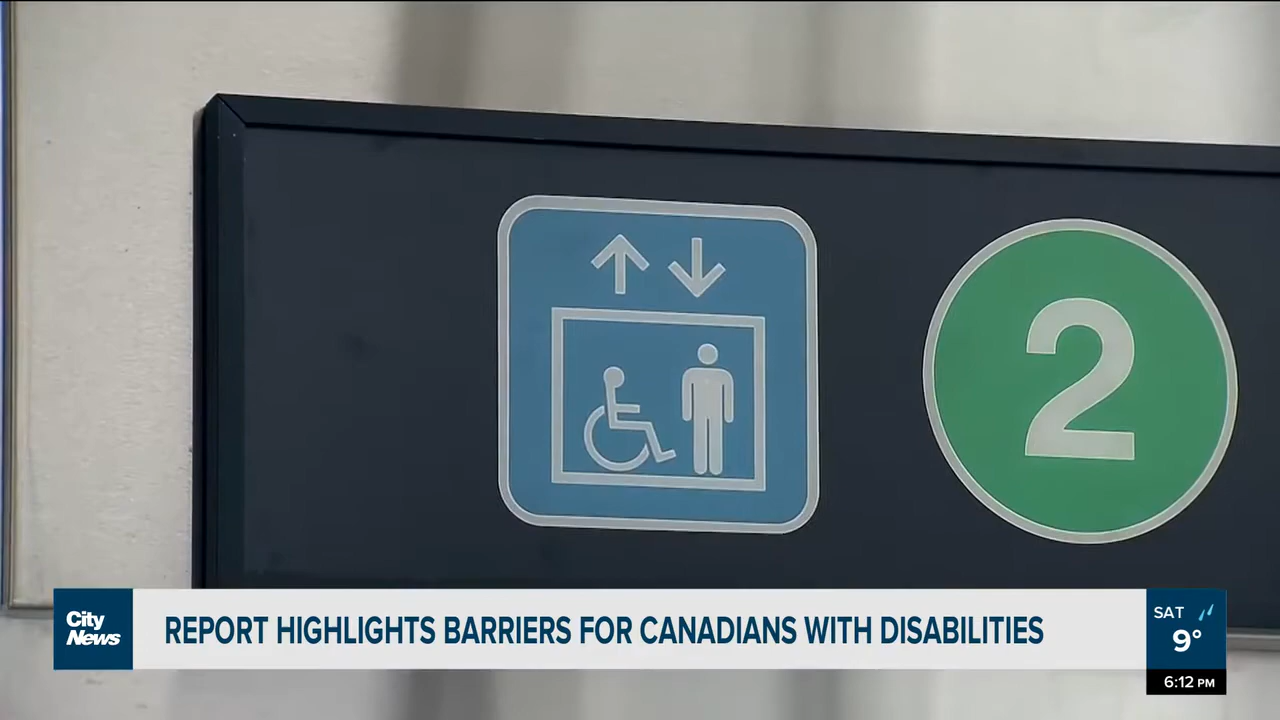 2
City
News
REPORT HIGHLIGHTS BARRIERS FOR CANADIANS WITH DISABILITIES
SAT
9°
6:12 PM